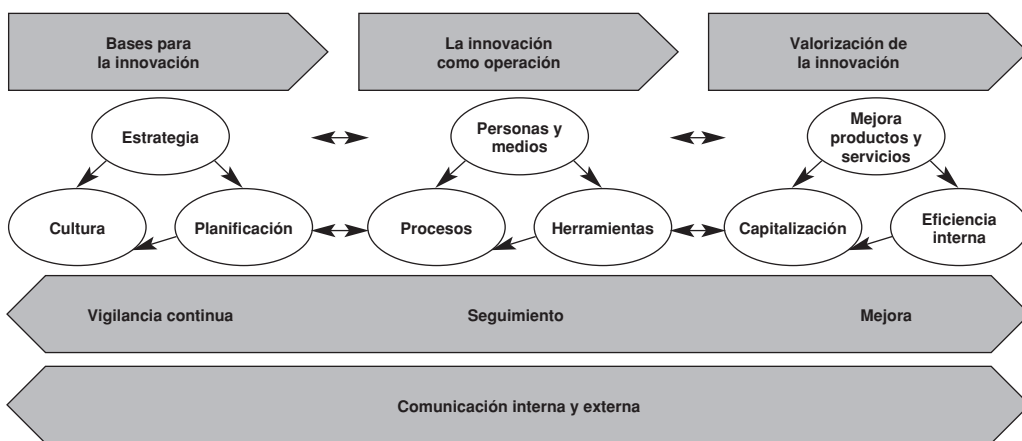 Bases para
la innovación
La innovación
como operación
Valorización de
la innovación
Estrategia
Personas y
medios
Mejora
productos y
servicios
Cultura
Planificación
Procesos
Herramientas
Capitalización
Eficiencia
interna
Vigilancia continua
Seguimiento
Mejora
Comunicación interna y externa